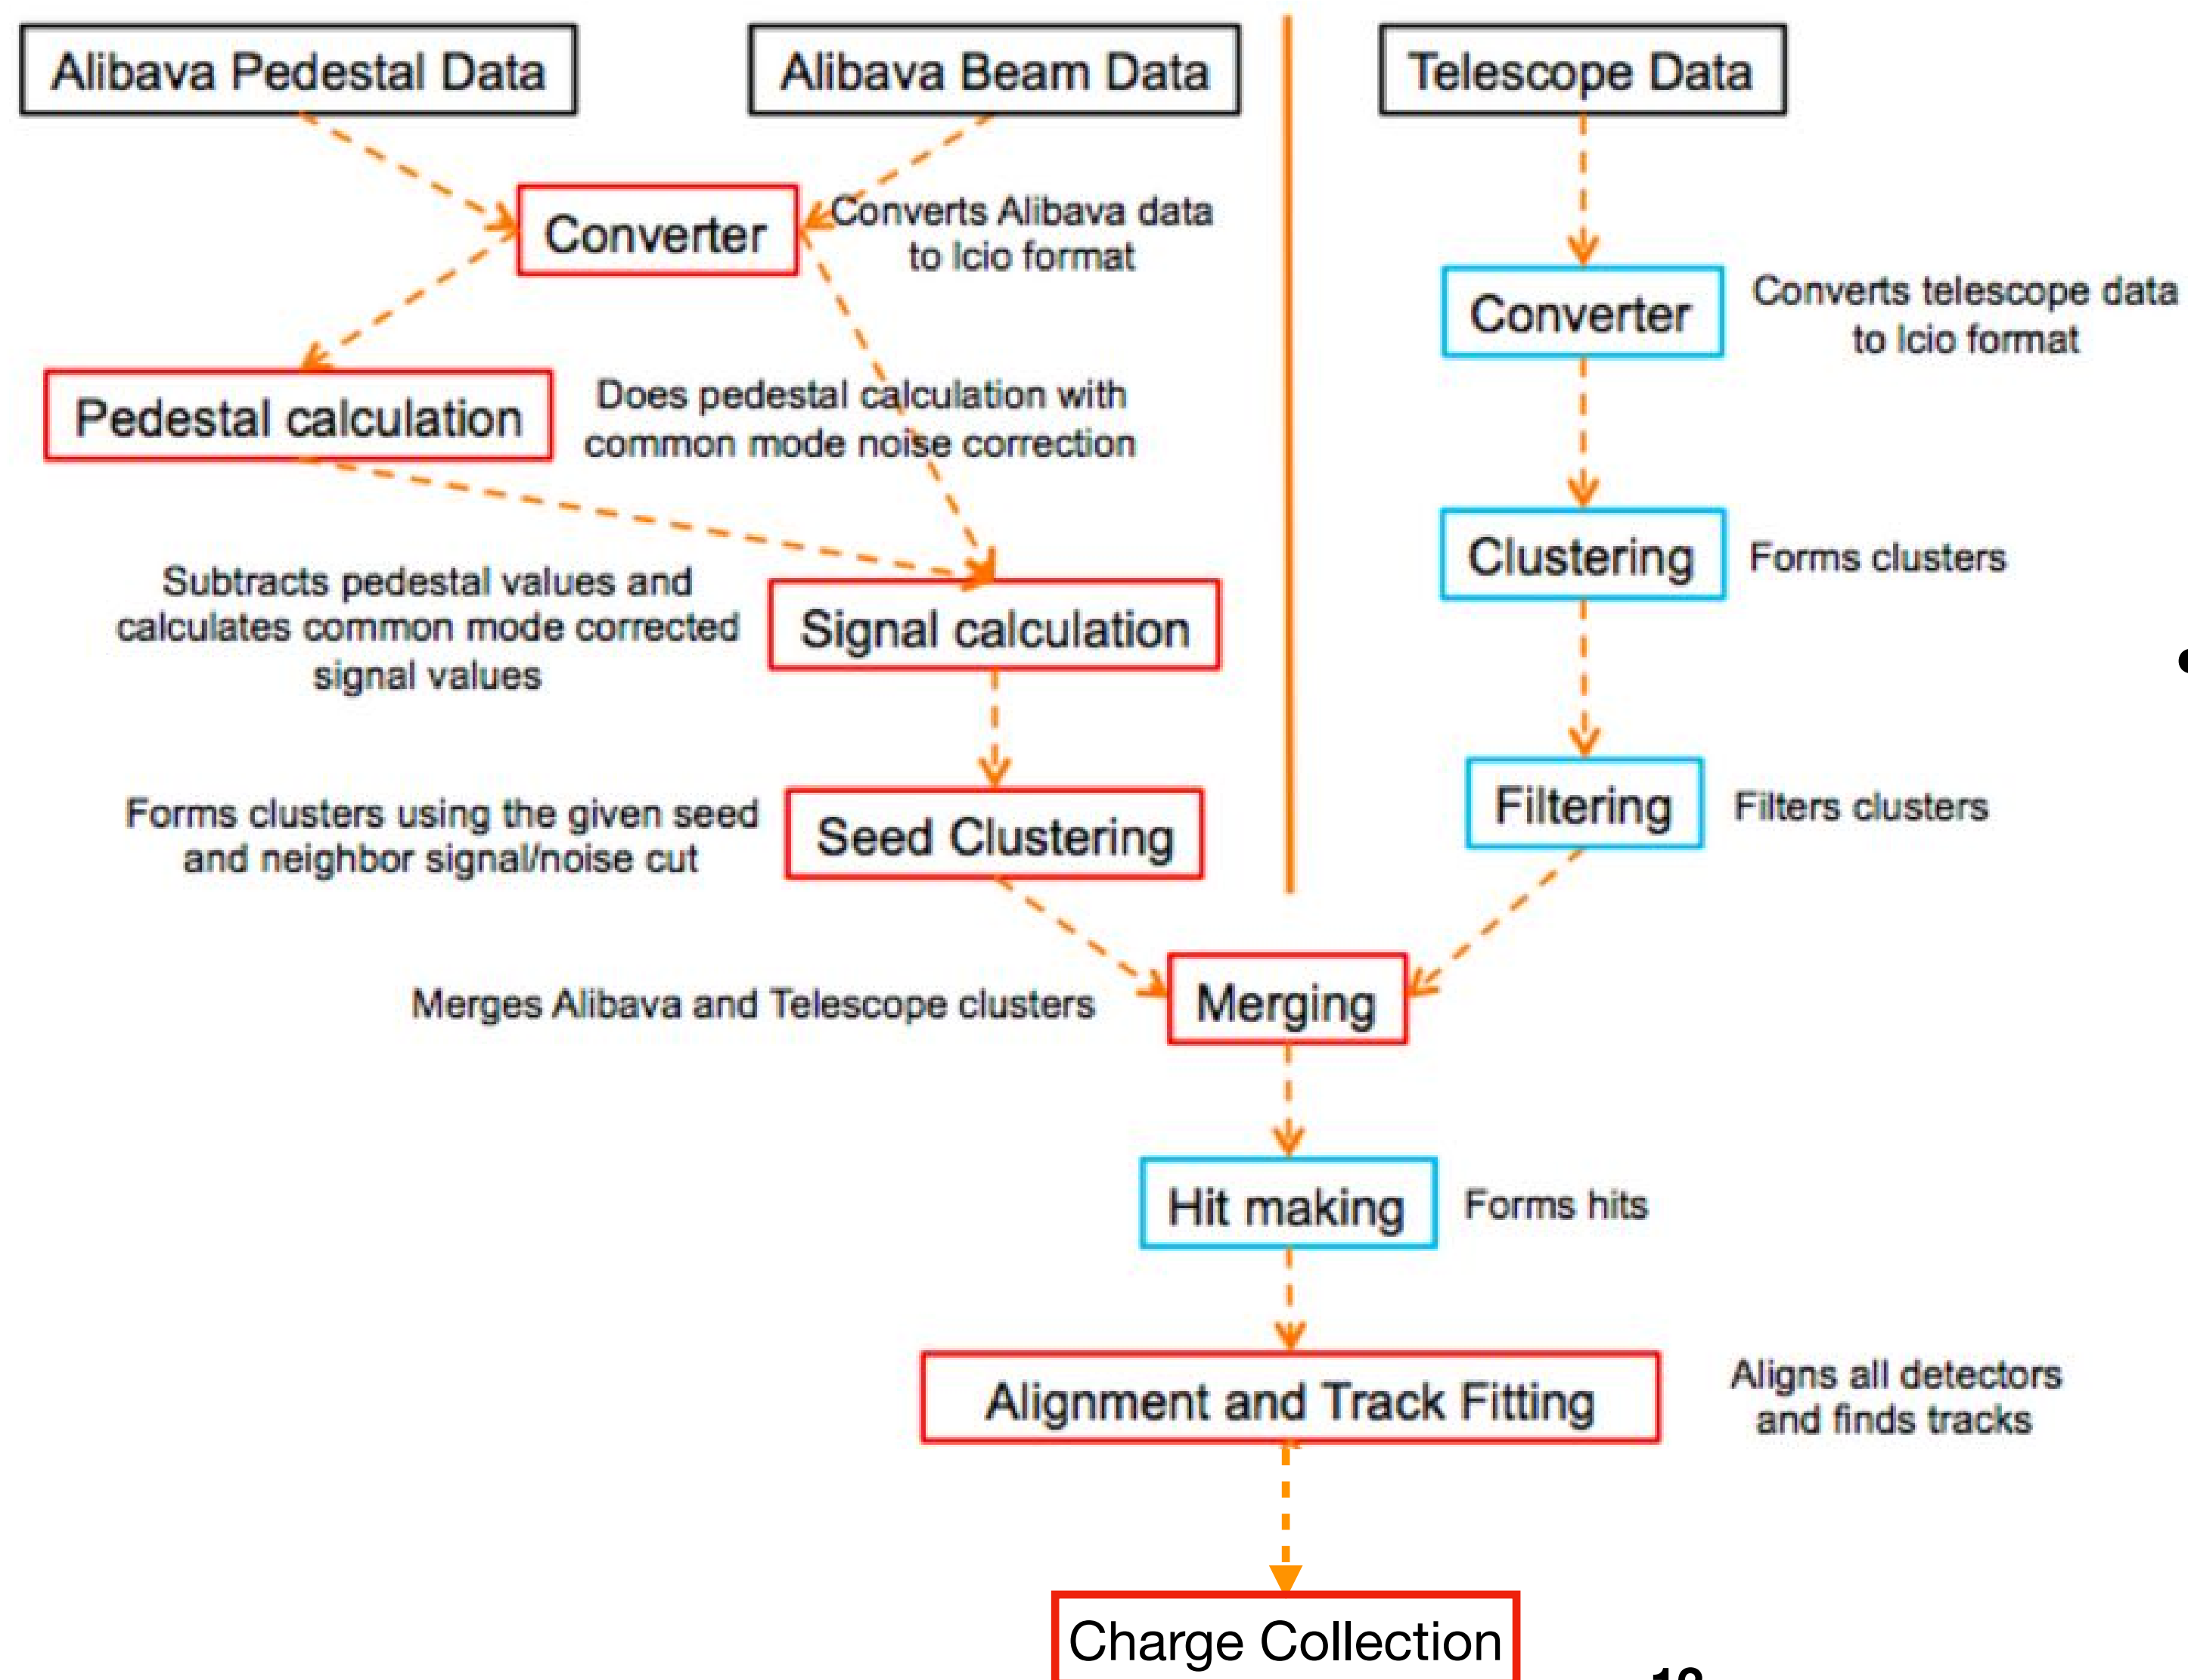 Alibava Pedestal Data
Alibava Beam Data
Telescope Data
Converter
Converts Alibava data
to lcio format
Converter
Converts telescope data
to lcio format
Pedestal calculation
Does pedestal calculation with
common mode noise correction
Clustering
Forms clusters
Subtracts pedestal values and
calculates common mode corrected
signal values
Signal calculation
Filtering
Filters clusters
Forms clusters using the given seed
and neighbor signal/noise cut
Seed Clustering
Merges Alibava and Telescope clusters
Merging
Hit making
Forms hits
Alignment and Track Fitting
Aligns all detectors
and finds tracks
Charge Collection